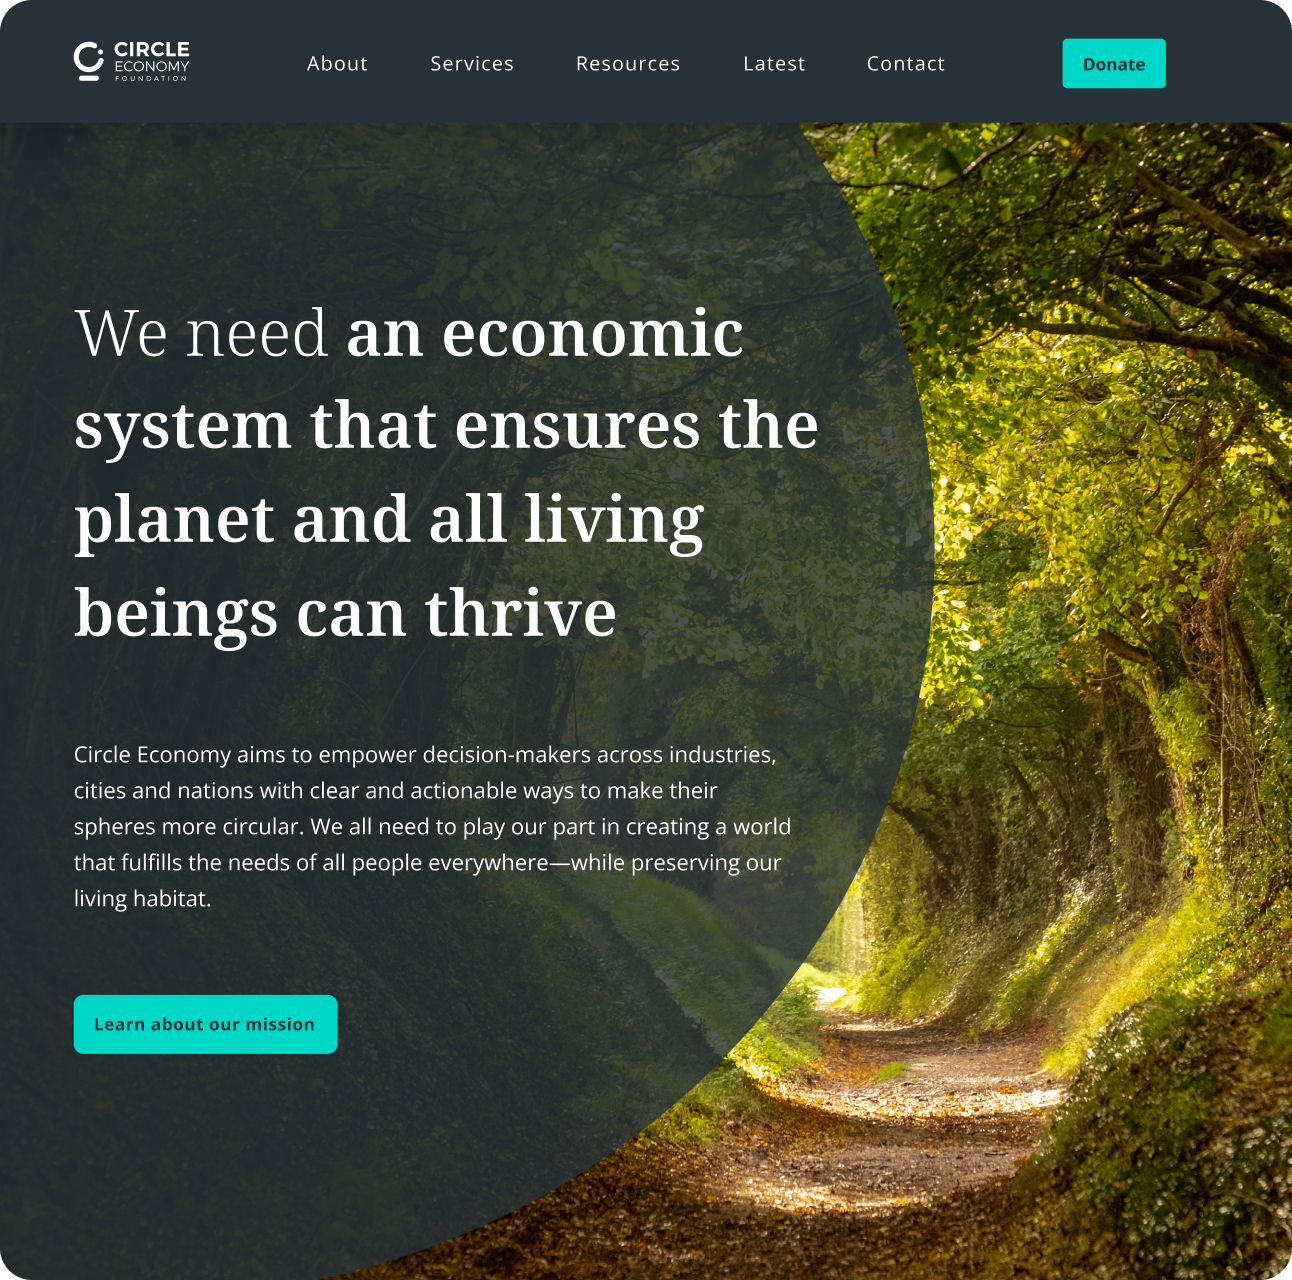 CIRCLE
ECONOMY
FOUNDATION
About
Services
Resources
Latest
Contact
Donate
We need an economic
system that ensures the
planet and all living
beings can thrive
Circle Economy aims to empower decision-makers across industries,
cities and nations with clear and actionable ways to make their
spheres more circular. We all need to play our part in creating a world
that fulfills the needs of all people everywhere—while preserving our
living habitat.
Learn about our mission